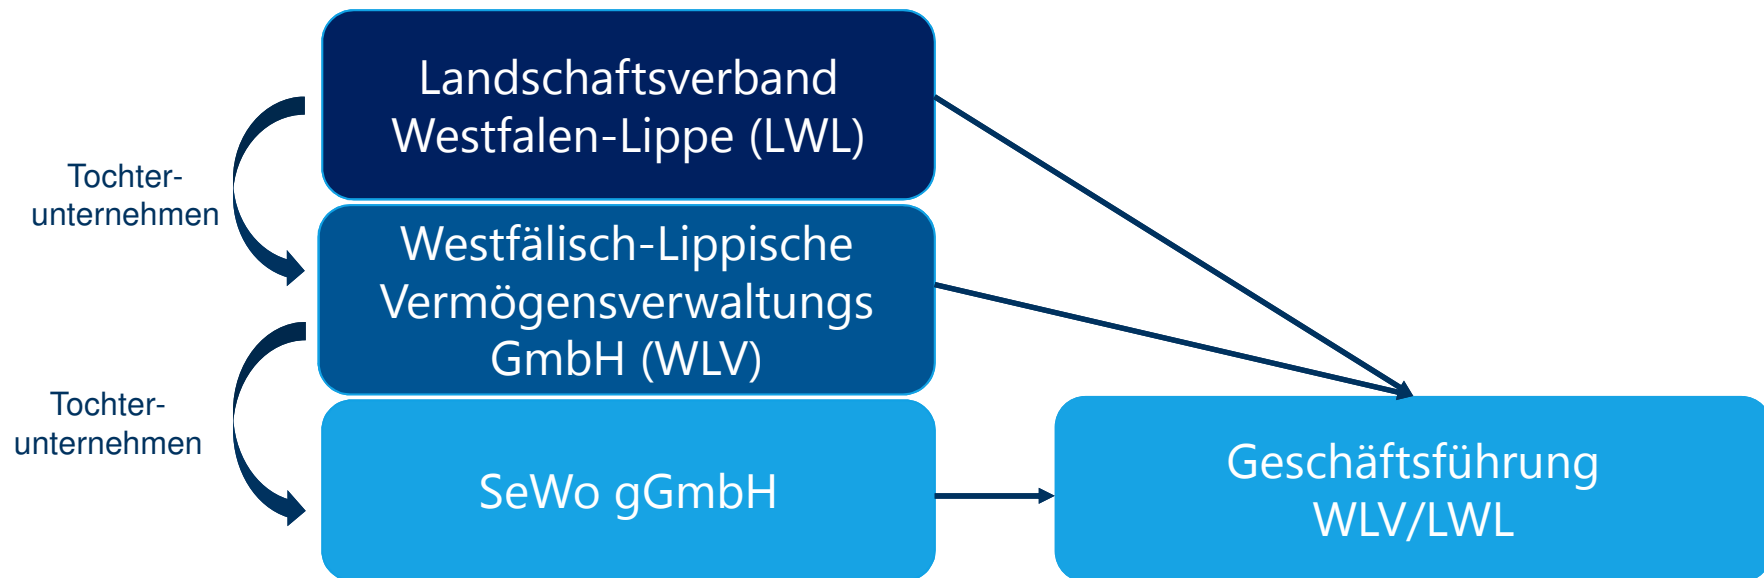 Landschaftsverband
Westfalen-Lippe (LWL)
Tochter-
unternehmen
Westfälisch-Lippische
Vermögensverwaltungs
GmbH (WLV)
Tochter-
unternehmen
SeWo gGmbH
Geschäftsführung
WLV/LWL